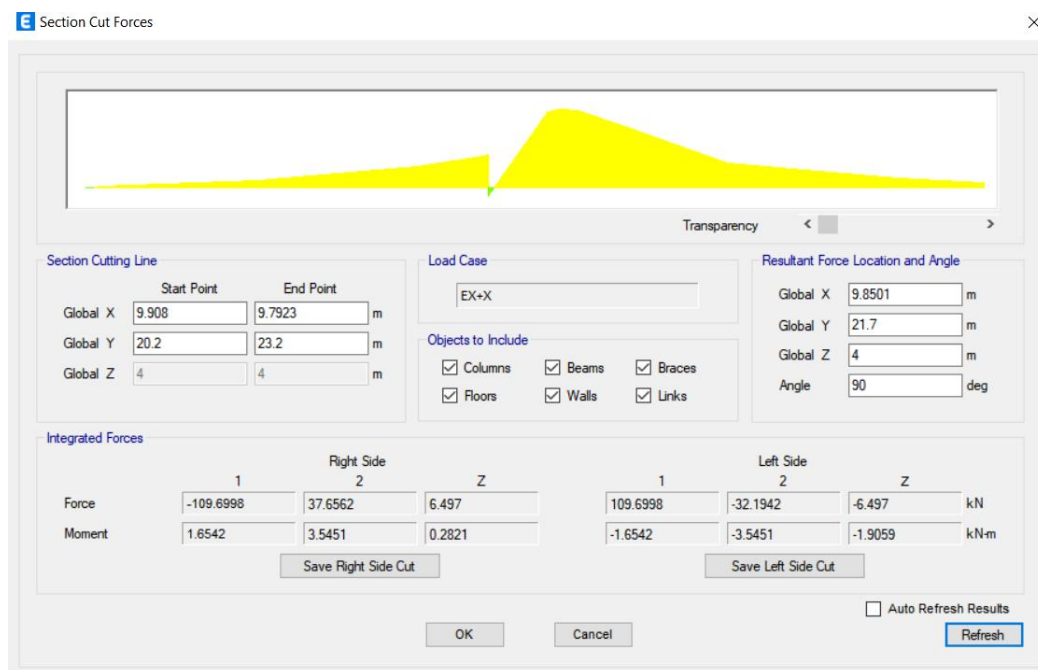 E Section Cut Forces
Transparency
Section Cutting Line
Start Point End Point
Global X 9.908 9.7923 m
Global Y 20.2 23.2 m
Global Z 4 4 m
Load Case
EX+X
Objects to Include
Columns Beams Braces
Floors Walls Links
Resultant Force Location and Angle
Global X 9.8501 m
Global Y 21.7 m
Global Z 4 m
Angle 90 deg
Integrated Forces
Right Side Left Side
1 2 Z 1 2 Z
Force -109.6998 37.6562 6.497 109.6998 -32.1942 -6.497 kN
Moment 1.6542 3.5451 0.2821 -1.6542 -3.5451 -1.9059 kN-m
Save Right Side Cut Save Left Side Cut
Auto Refresh Results
OK Cancel Refresh